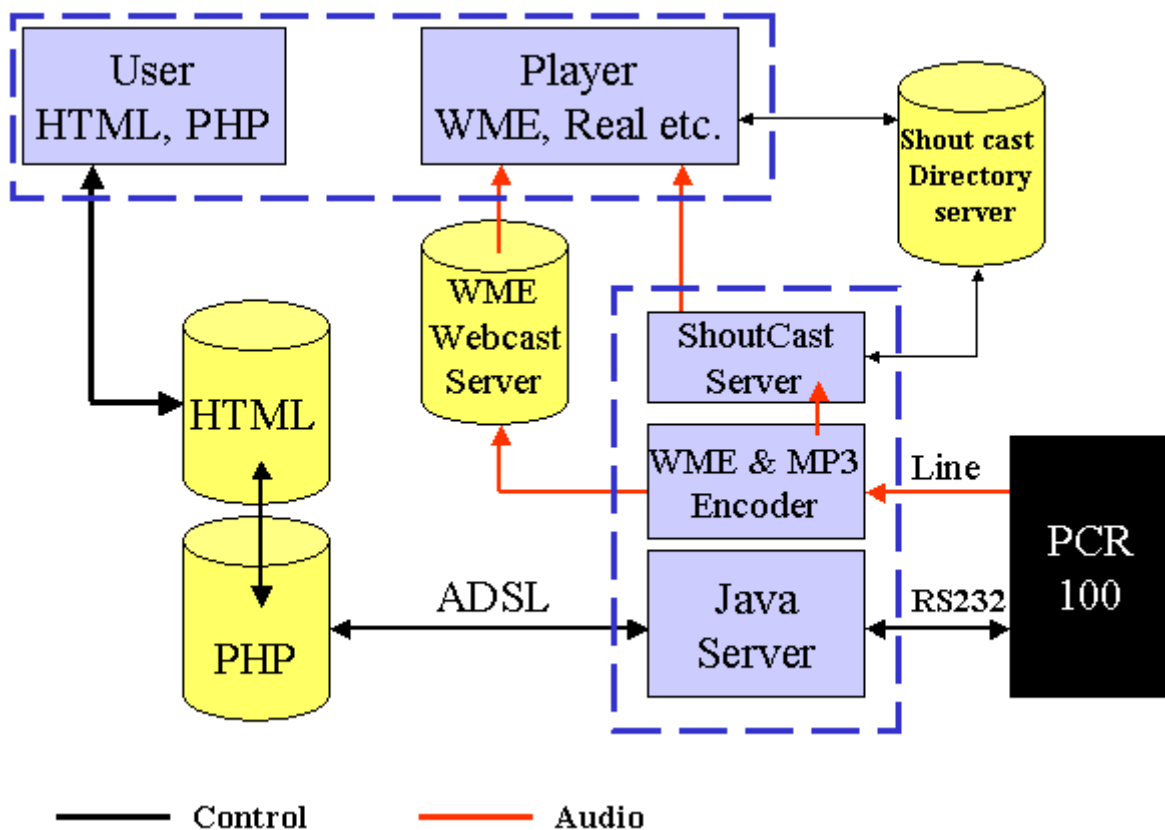 User
HTML, PHP
Player
WME, Real etc.
Shout cast
Directory
server
WME
Webcast
Server
ShoutCast
Server
HTML
WME & MP3
Encoder
Line
PCR
100
PHP
ADSL
Java
Server
RS232
Control
Audio